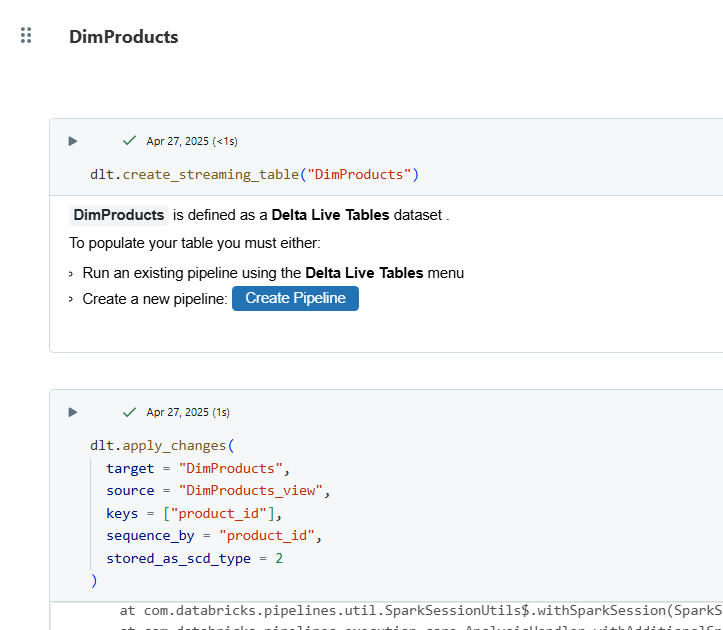 DimProducts
Apr 27, 2025 (<1s)
dlt.create_streaming_table("DimProducts")
DimProducts is defined as a Delta Live Tables dataset .
To populate your table you must either:
› Run an existing pipeline using the Delta Live Tables menu
› Create a new pipeline: Create Pipeline
Apr 27, 2025 (1s)
dlt.apply_changes(
target = "DimProducts",
source = "DimProducts_view",
keys = ["product_id"],
sequence_by = "product_id",
stored_as_scd_type = 2
)
at com.databricks.pipelines.util.SparkSessionUtils$.withSparkSession(SparkS